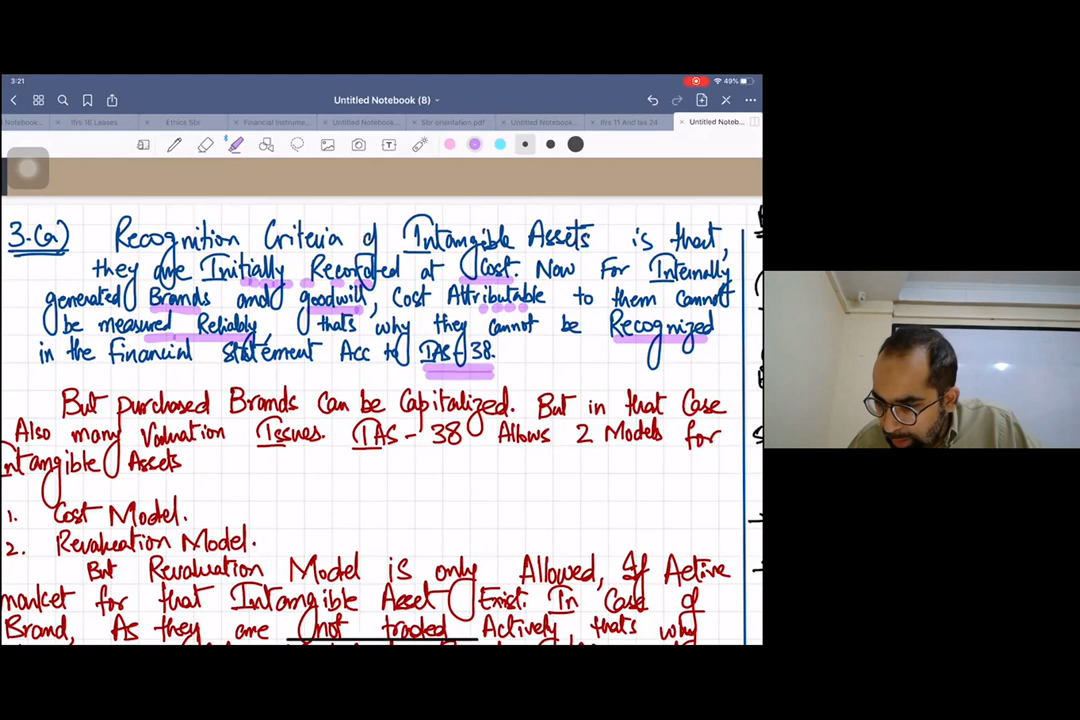 3:21
49%
Untitled Notebook (8)
Notebook...
Ifrs 16 Leases
Ethics Sbr
Financial Instrume...
Untitled Notebook...
Sbr orientation.pdf
Untitled Notebook...
Ifrs 11 And Ias 24
Untitled Noteb...
3.(a) Recognition Criteria of Intangible Assets is that,
they are Initially Recorded at Cost. Now For Internally
generated Brands and goodwill, Cost Attributable to them cannot
be measured Reliably, that's why they cannot be Recognized
in the Financial Statement Acc to IAS-38.
But purchased Brands can be Capitalized. But in that Case
Also many Valuation Issues. IAS-38 Allows 2 Models for
Intangible Assets
1. Cost Model.
2. Revaluation Model.
But Revaluation Model is only Allowed, If Active
market for that Intangible Asset Exist. In Case of
Brand, As they are not traded Actively, that's why